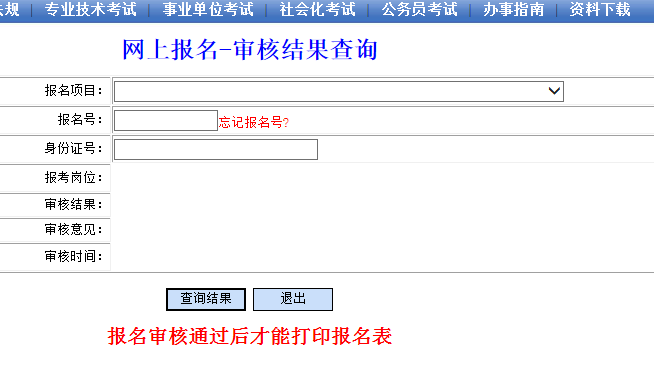 法规 | 专业技术考试 | 事业单位考试 | 社会化考试 | 公务员考试 | 办事指南 | 资料下载
网上报名-审核结果查询
报名项目：
报名号： 忘记报名号?
身份证号：
报考岗位：
审核结果：
审核意见：
审核时间：
查询结果 退出
报名审核通过后才能打印报名表